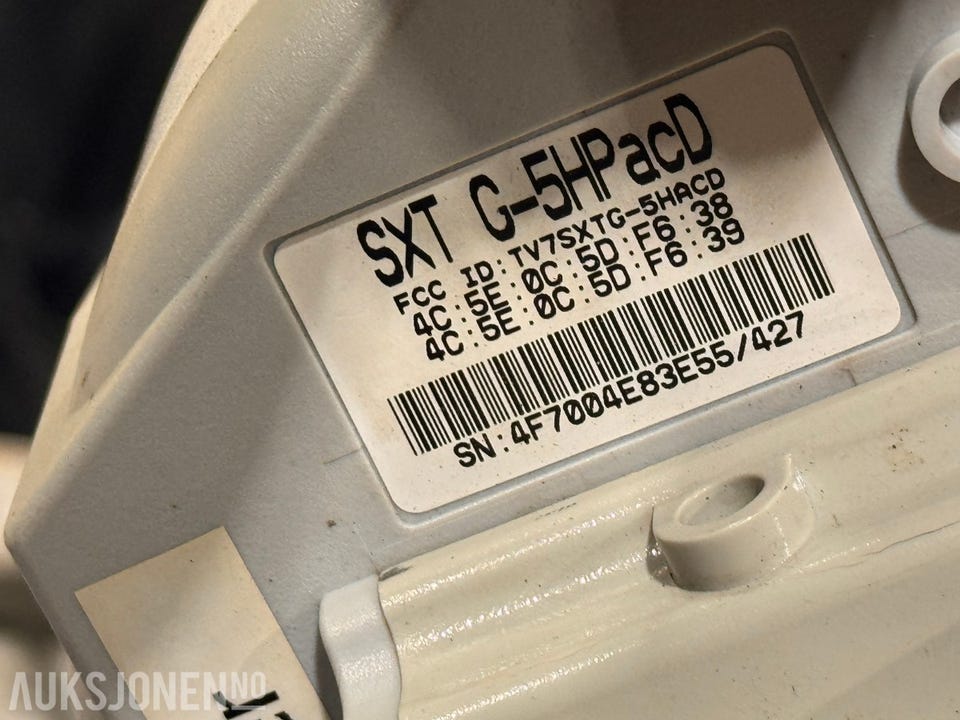 SXT G-5HPacD
FCC ID:TV7SXTG-5HACD
4C:5E:0C:5D:F6:38
4C:5E:0C:5D:F6:39
SN:4F7004E83E55/427
AUKSJONEN.NO